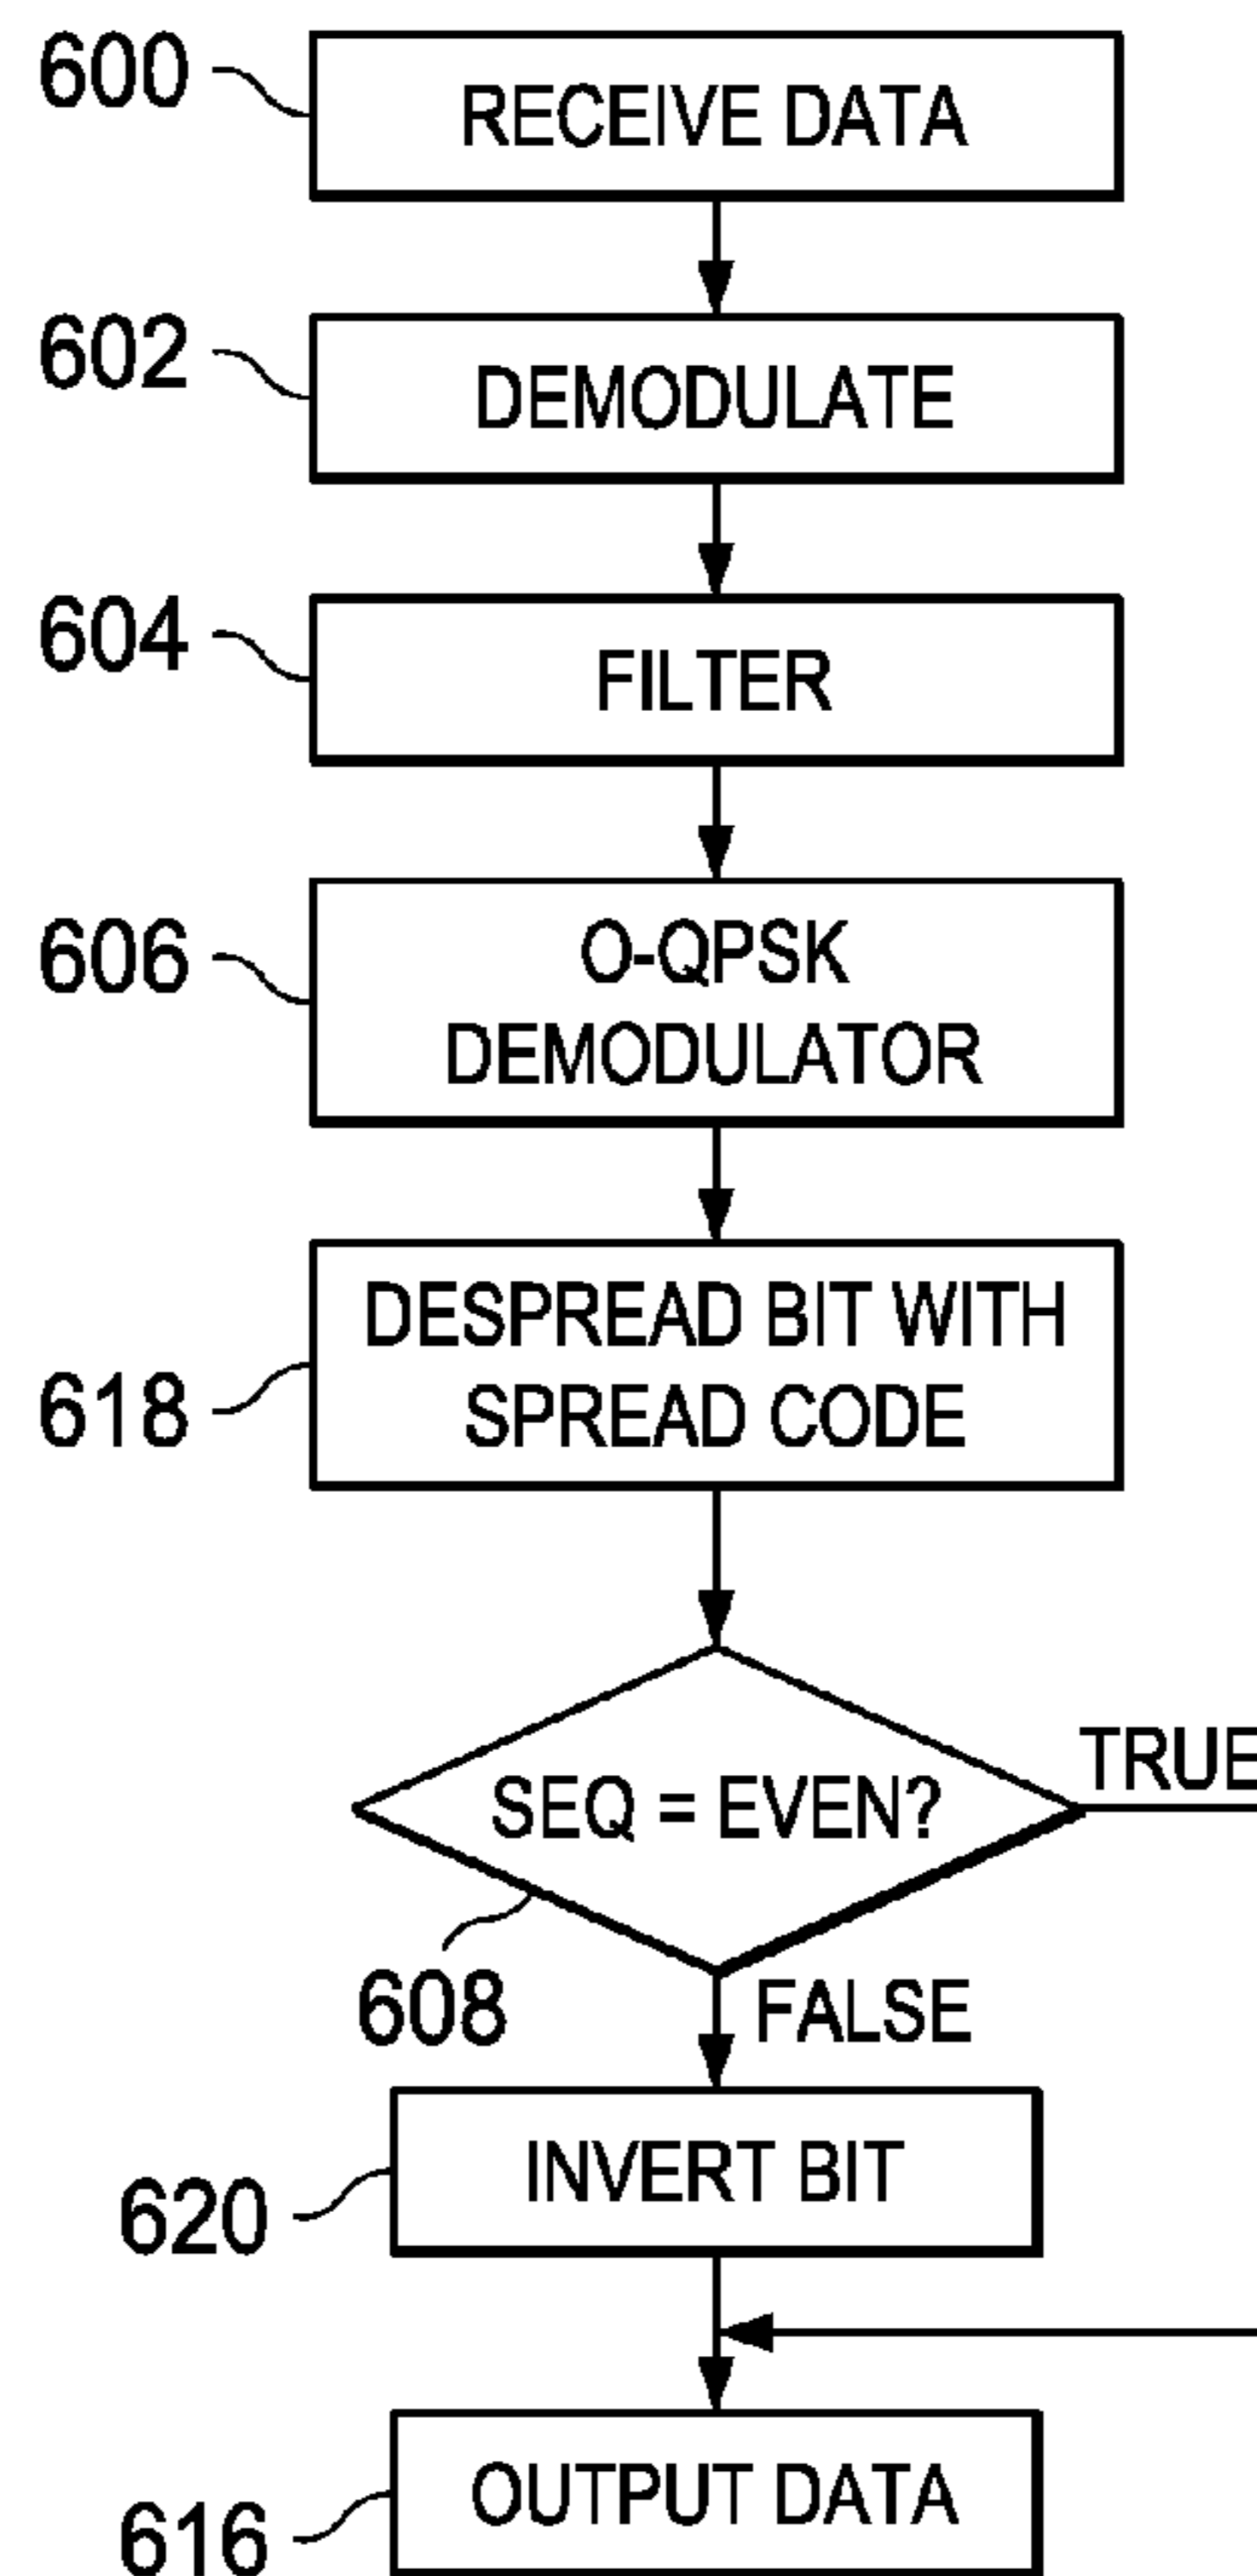 600
RECEIVE DATA
602
DEMODULATE
604
FILTER
606
O-QPSK
DEMODULATOR
618
DESPREAD BIT WITH
SPREAD CODE
SEQ = EVEN?
TRUE
608
FALSE
620
INVERT BIT
616
OUTPUT DATA